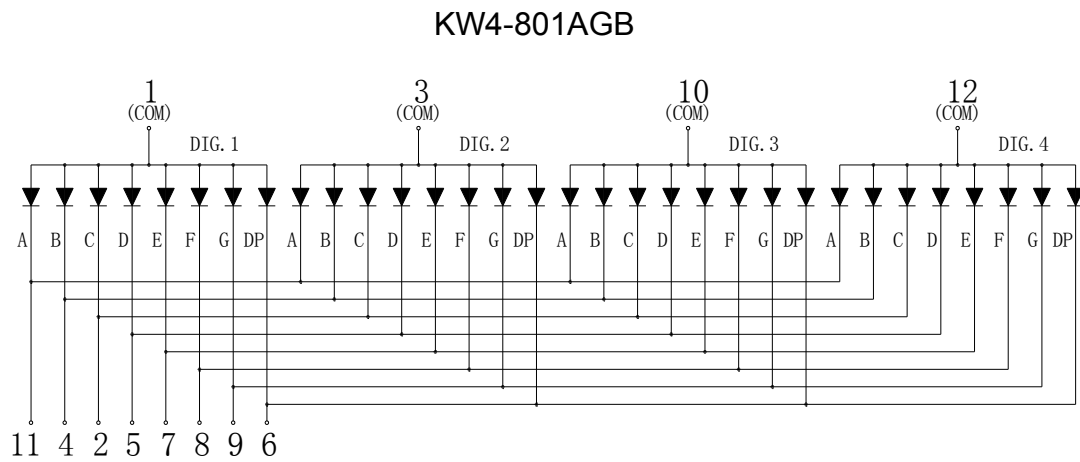 KW4-801AGB
1 3 10 12
(COM) (COM) (COM) (COM)
DIG.1 DIG.2 DIG.3 DIG.4
A B C D E F G DP A B C D E F G DP A B C D E F G DP A B C D E F G DP
11 4 2 5 7 8 9 6